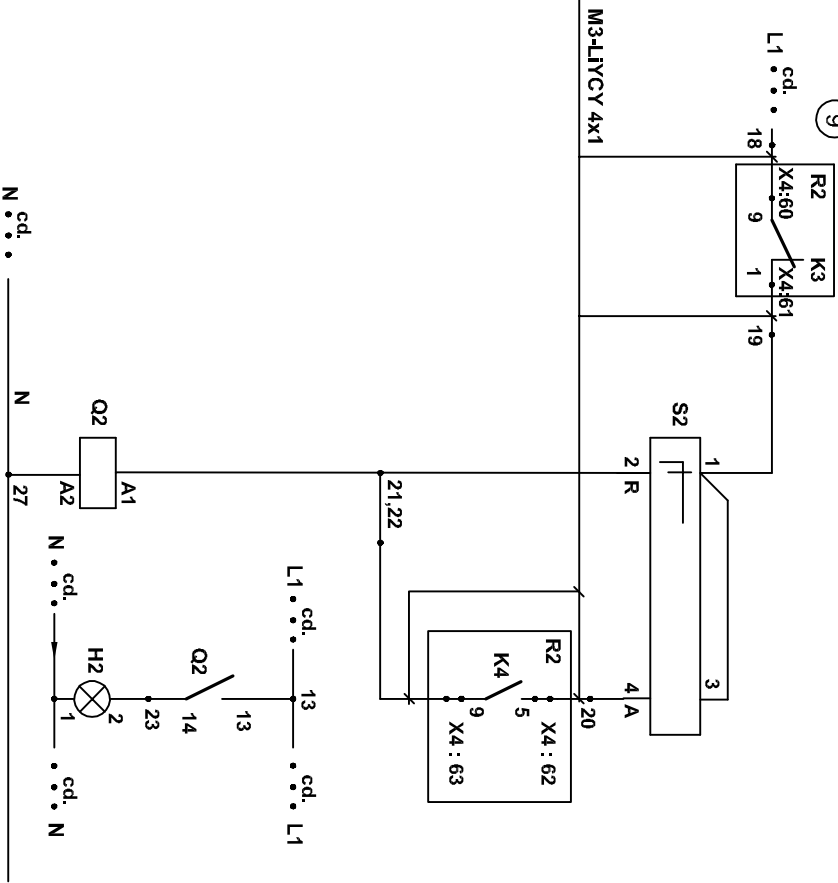 9
L1
cd.
18
X4:60
R2
9
K3
1
X4:61
19
M3-LiYCY 4x1
S2
1
2 R
3
4 A
20
21,22
R2
K4
X4 : 62
5
9
X4 : 63
Q2
A1
A2
N
27
N
cd.
L1
cd.
13
cd.
L1
Q2
13
14
23
H2
2
1
N
cd.
cd.
N